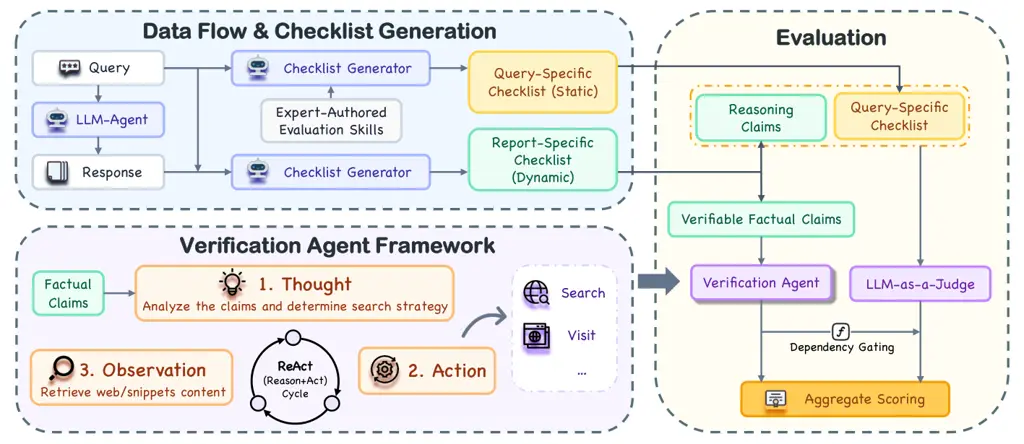 Data Flow & Checklist Generation
Query
LLM-Agent
Response
Checklist Generator
Expert-Authored
Evaluation Skills
Checklist Generator
Query-Specific
Checklist (Static)
Report-Specific
Checklist
(Dynamic)
Verification Agent Framework
Factual
Claims
1. Thought
Analyze the claims and determine search strategy
3. Observation
Retrieve web/snippets content
ReAct
(Reason+Act)
Cycle
2. Action
Search
Visit
...
Evaluation
Reasoning
Claims
Query-Specific
Checklist
Verifiable Factual Claims
Verification Agent
LLM-as-a-Judge
f
Dependency Gating
Aggregate Scoring